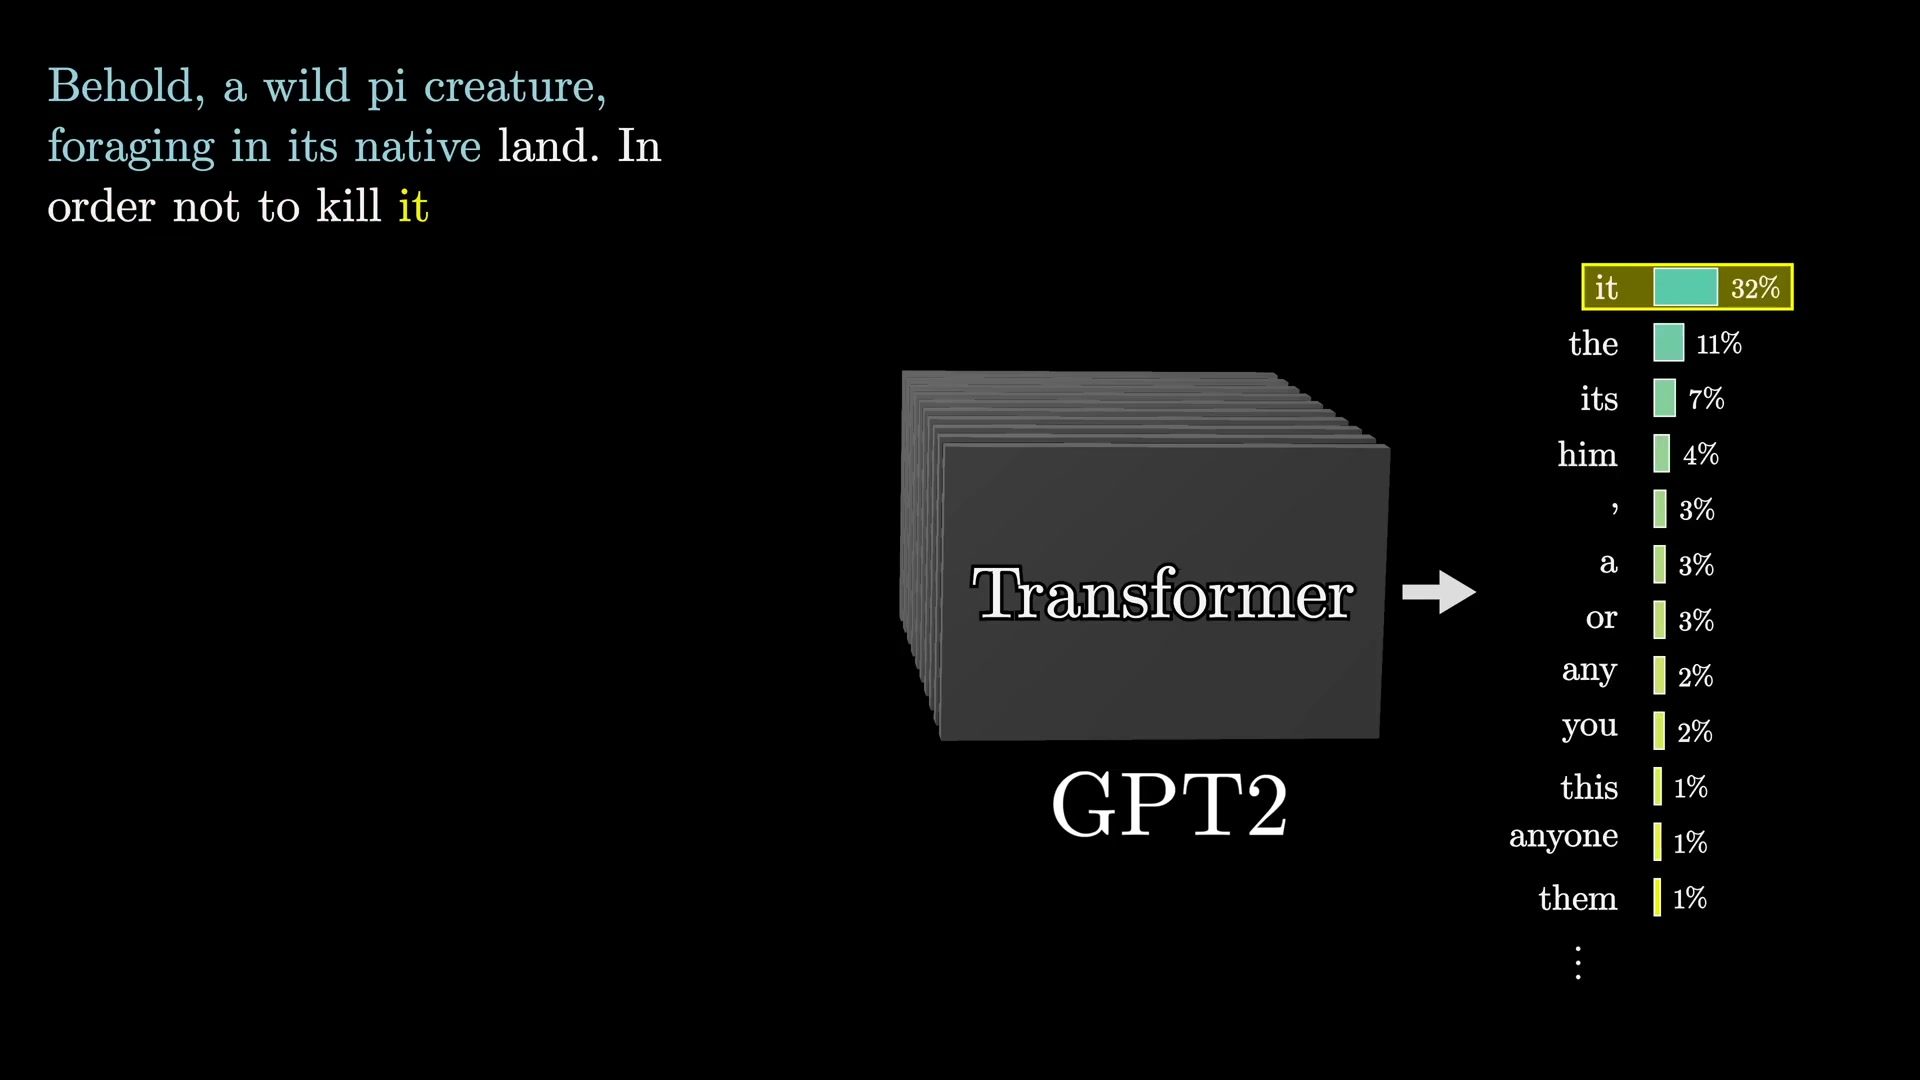 Behold, a wild pi creature,
foraging in its native land. In
order not to kill it
it 32%
the 11%
its 7%
him 4%
, 3%
a 3%
or 3%
any 2%
you 2%
this 1%
anyone 1%
them 1%
⋮
Transformer
GPT2